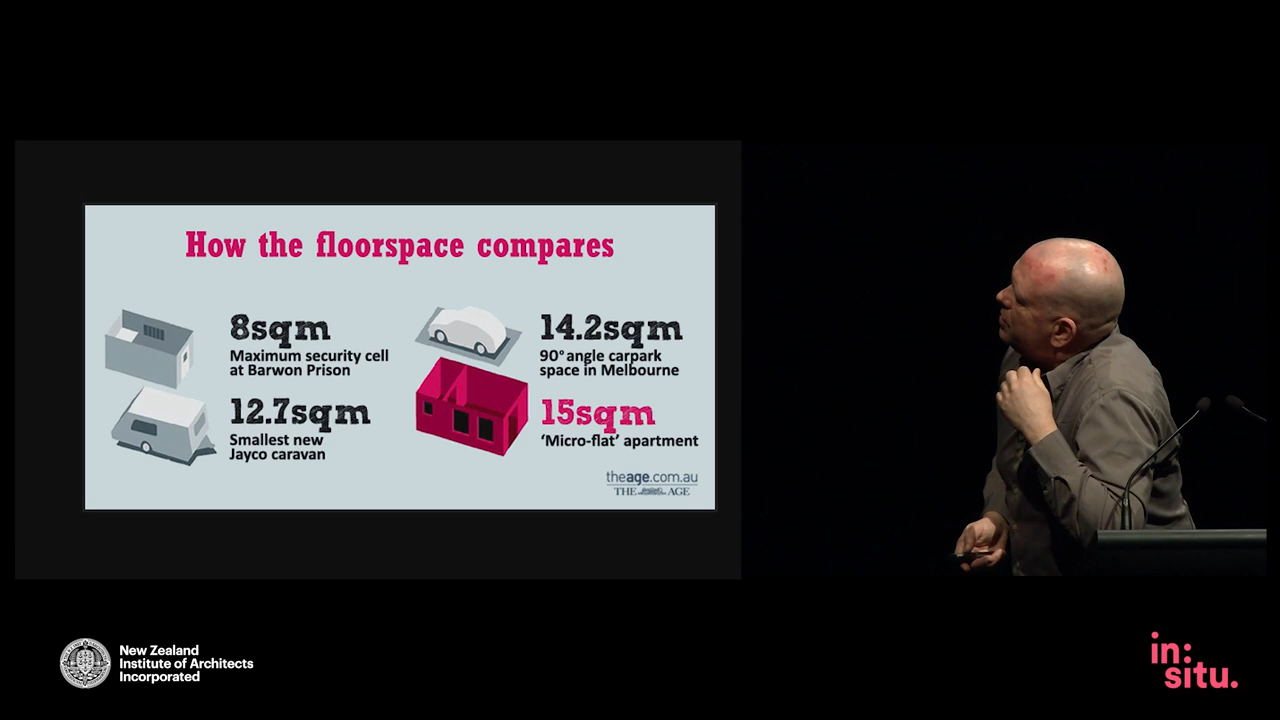 How the floorspace compares
8sqm
Maximum security cell
at Barwon Prison
12.7sqm
Smallest new
Jayco caravan
14.2sqm
90° angle carpark
space in Melbourne
15sqm
‘Micro-flat’ apartment
theage.com.au
THE AGE
New Zealand
Institute of Architects
Incorporated
in:
situ.